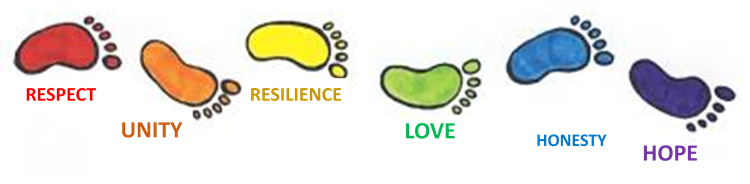 RESPECT
UNITY
RESILIENCE
LOVE
HONESTY
HOPE